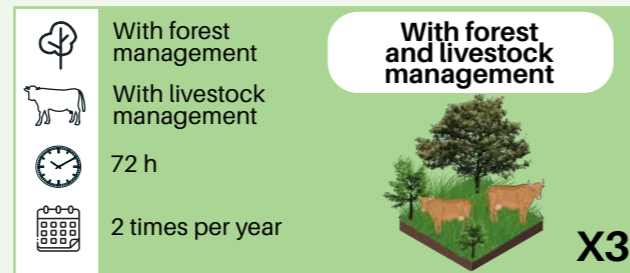 With forest
management
With livestock
management
72 h
2 times per year
With forest
and livestock
management
X3